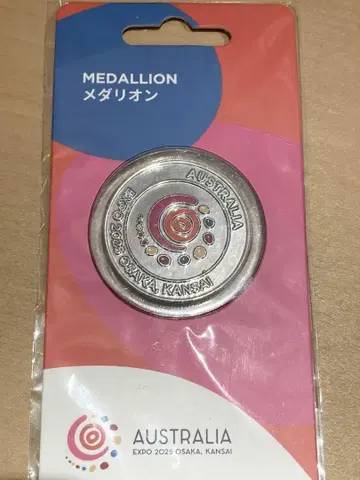 MEDALLION
メダリオン
AUSTRALIA
EXPO 2025
OSAKA, KANSAI
AUSTRALIA
EXPO 2025 OSAKA, KANSAI